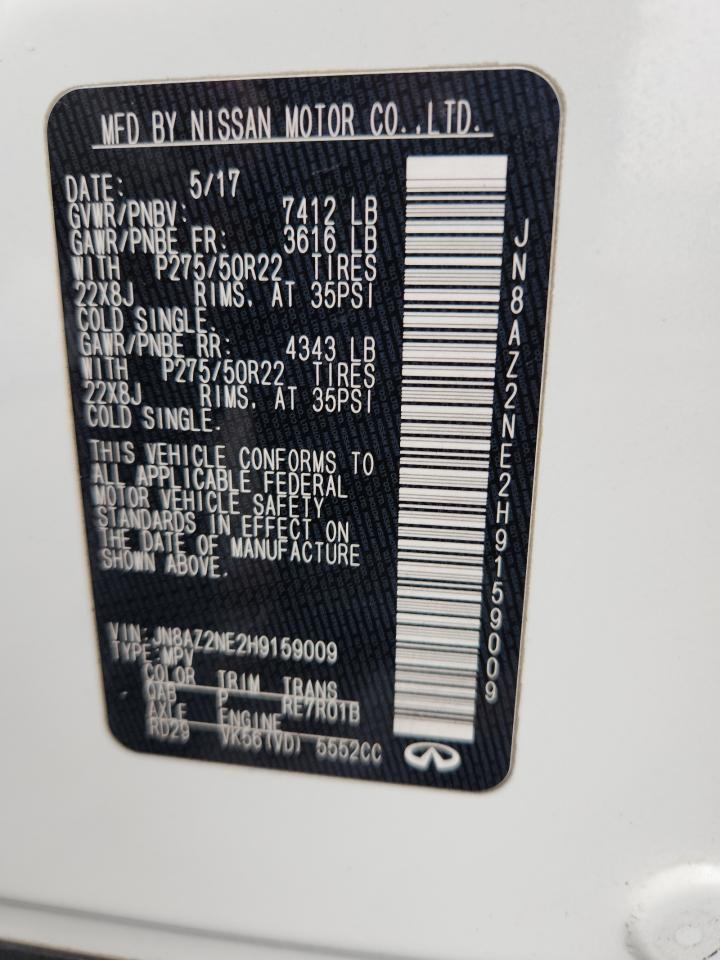 MFD BY NISSAN MOTOR CO.,LTD.
DATE: 5/17
GVWR/PNBV: 7412 LB
GAWR/PNBE FR: 3616 LB
WITH P275/50R22 TIRES
22X8J RIMS, AT 35PSI
COLD SINGLE.
GAWR/PNBE RR: 4343 LB
WITH P275/50R22 TIRES
22X8J RIMS, AT 35PSI
COLD SINGLE.
THIS VEHICLE CONFORMS TO
ALL APPLICABLE FEDERAL
MOTOR VEHICLE SAFETY
STANDARDS IN EFFECT ON
THE DATE OF MANUFACTURE
SHOWN ABOVE.
VIN: JN8AZ2NE2H9159009
TYPE: MPV
COLOR TRIM TRANS
QAB P RE7R01B
AXLE ENGINE
RD29 VK56(VD) 5552CC
JN8AZ2NE2H9159009